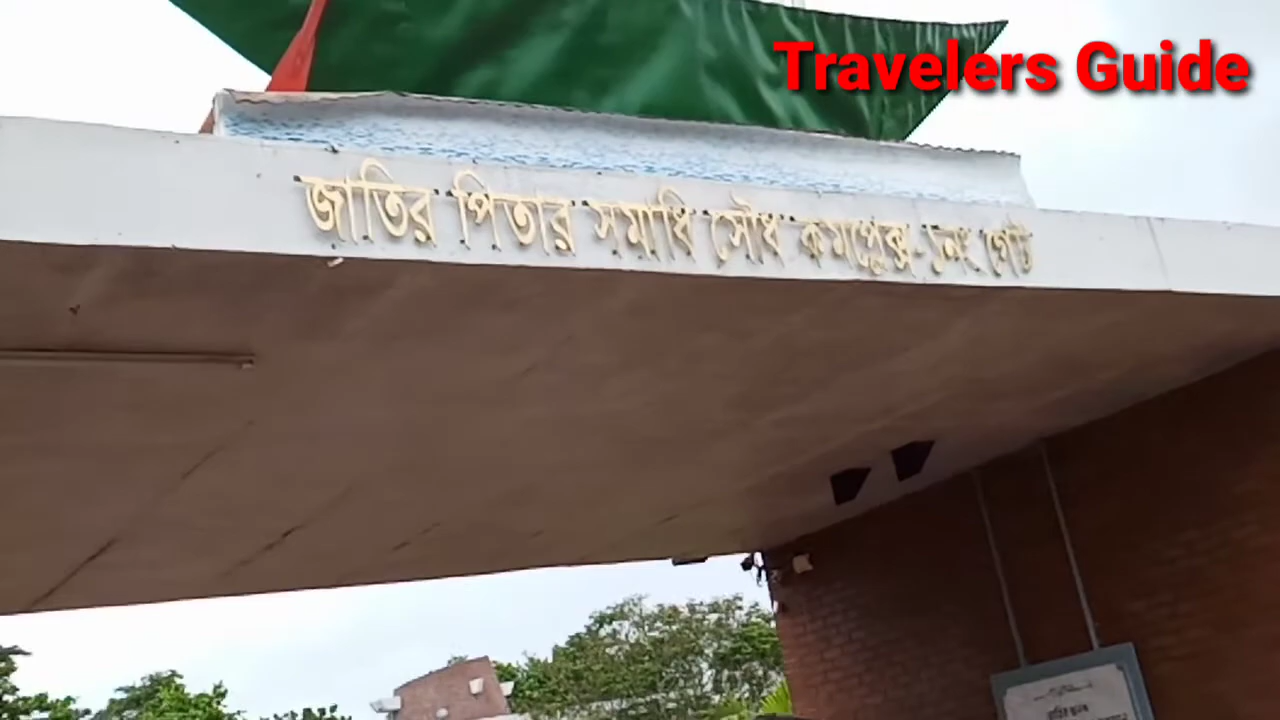 Travelers Guide
জাতির পিতার সমাধি সৌধ কমপ্লেক্স-১নং গেট